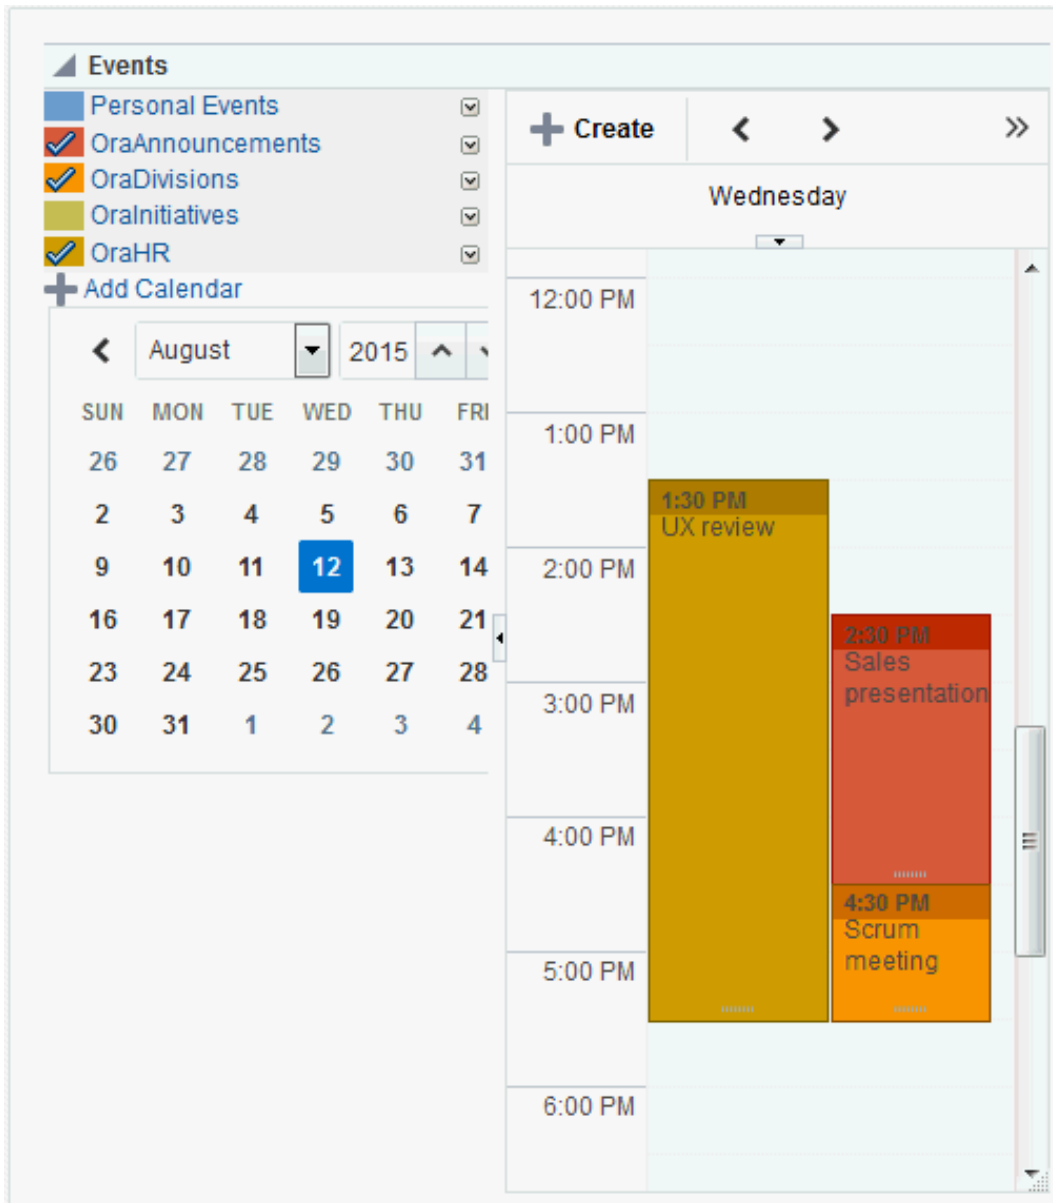 Events
Personal Events
OraAnnouncements
OraDivisions
OraInitiatives
OraHR
Add Calendar
August 2015
SUN MON TUE WED THU FRI
26 27 28 29 30 31
2 3 4 5 6 7
9 10 11 12 13 14
16 17 18 19 20 21
23 24 25 26 27 28
30 31 1 2 3 4
Create
Wednesday
12:00 PM
1:00 PM
1:30 PM
UX review
2:00 PM
2:30 PM
Sales
presentation
3:00 PM
4:00 PM
4:30 PM
Scrum
meeting
5:00 PM
6:00 PM